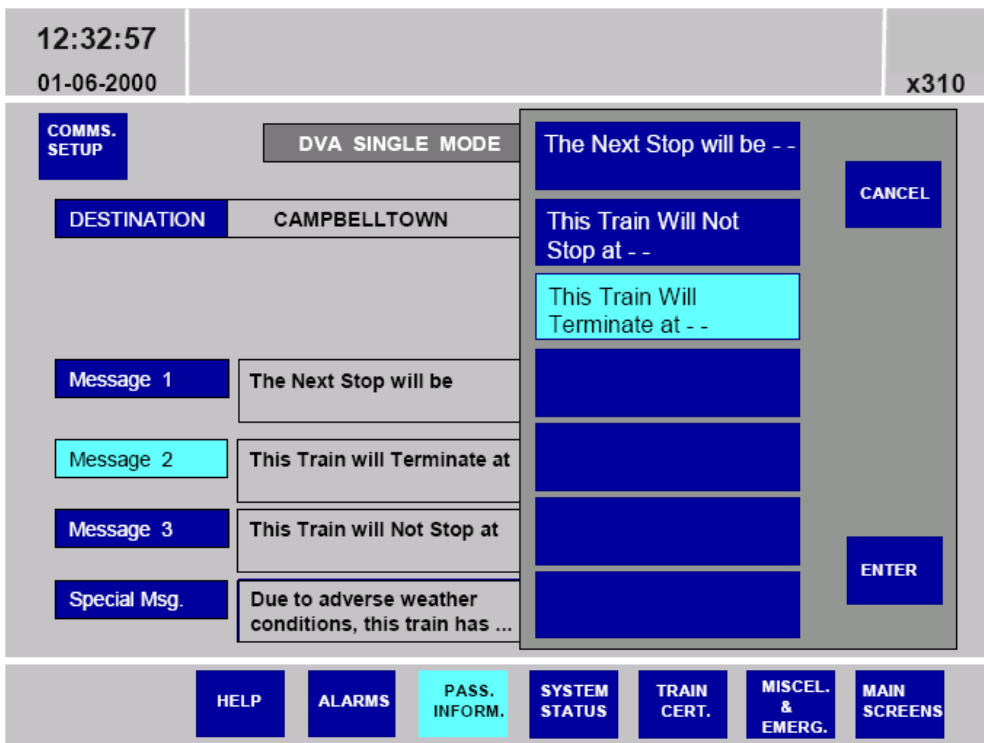 12:32:57
01-06-2000
x310
COMMS.
SETUP
DVA SINGLE MODE
DESTINATION
CAMPBELLTOWN
Message 1
The Next Stop will be
Message 2
This Train will Terminate at
Message 3
This Train will Not Stop at
Special Msg.
Due to adverse weather
conditions, this train has ...
The Next Stop will be - -
This Train Will Not
Stop at - -
This Train Will
Terminate at - -
CANCEL
ENTER
HELP
ALARMS
PASS.
INFORM.
SYSTEM
STATUS
TRAIN
CERT.
MISCEL.
&
EMERG.
MAIN
SCREENS